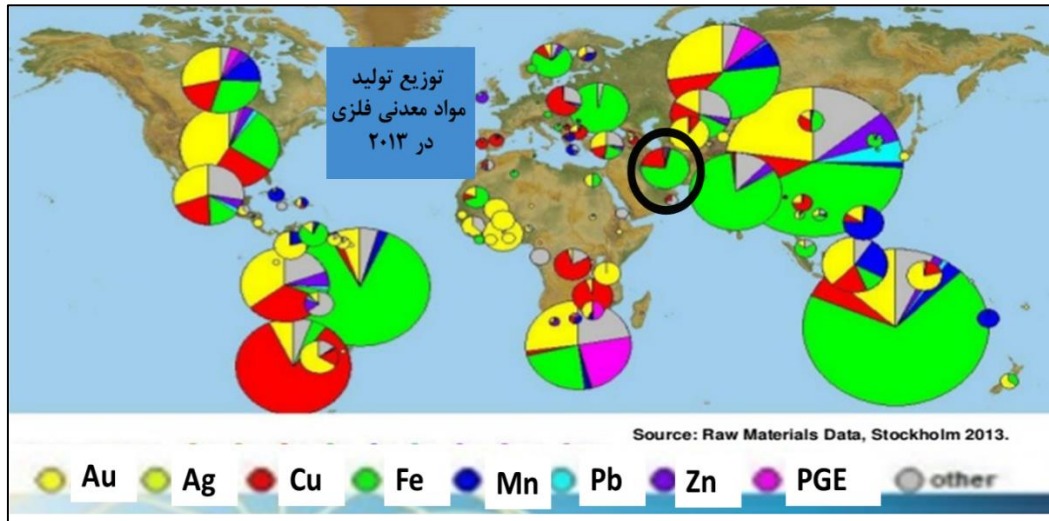 توزیع تولید
مواد معدنی فلزی
در ۲۰۱۳
Source: Raw Materials Data, Stockholm 2013.
Au Ag Cu Fe Mn Pb Zn PGE other